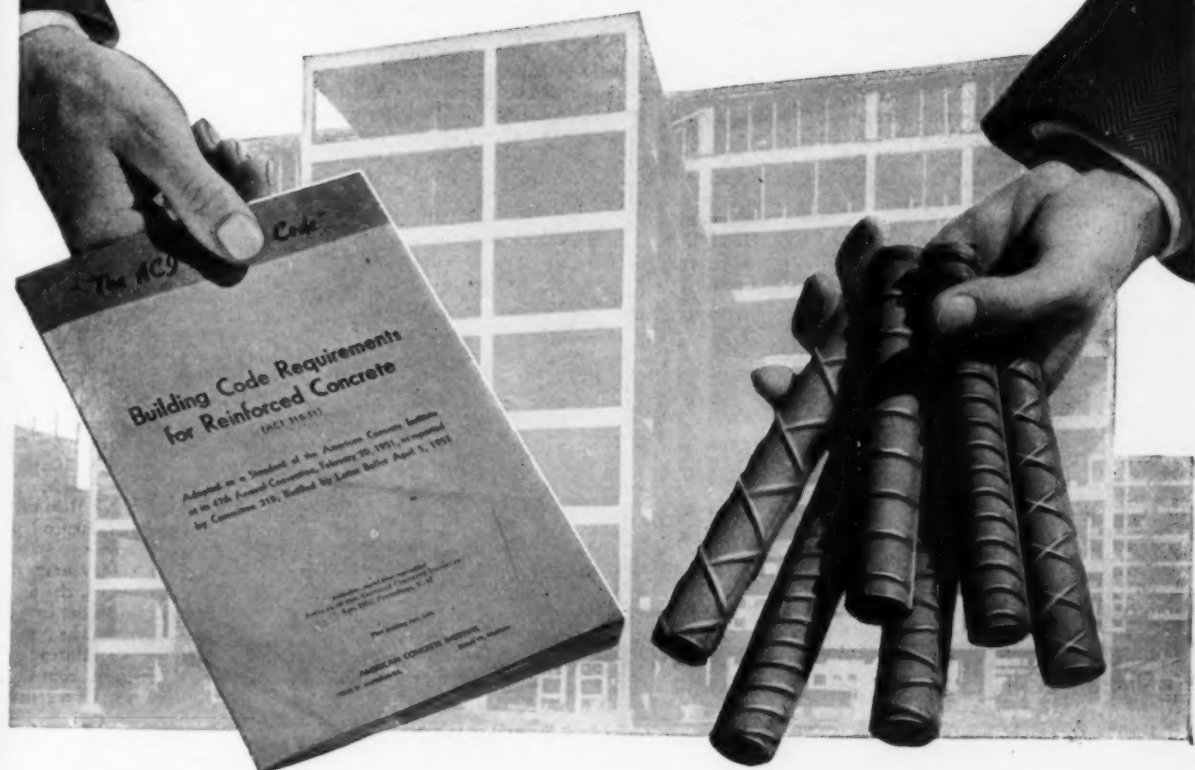 "The ACI Code"
Building Code Requirements
for Reinforced Concrete
(ACI 318-51)
Adopted as a Standard of the American Concrete Institute
at its 47th Annual Convention, February 20, 1951, as reported
by Committee 318, Ratified by Letter Ballot April 5, 1951
AMERICAN CONCRETE INSTITUTE